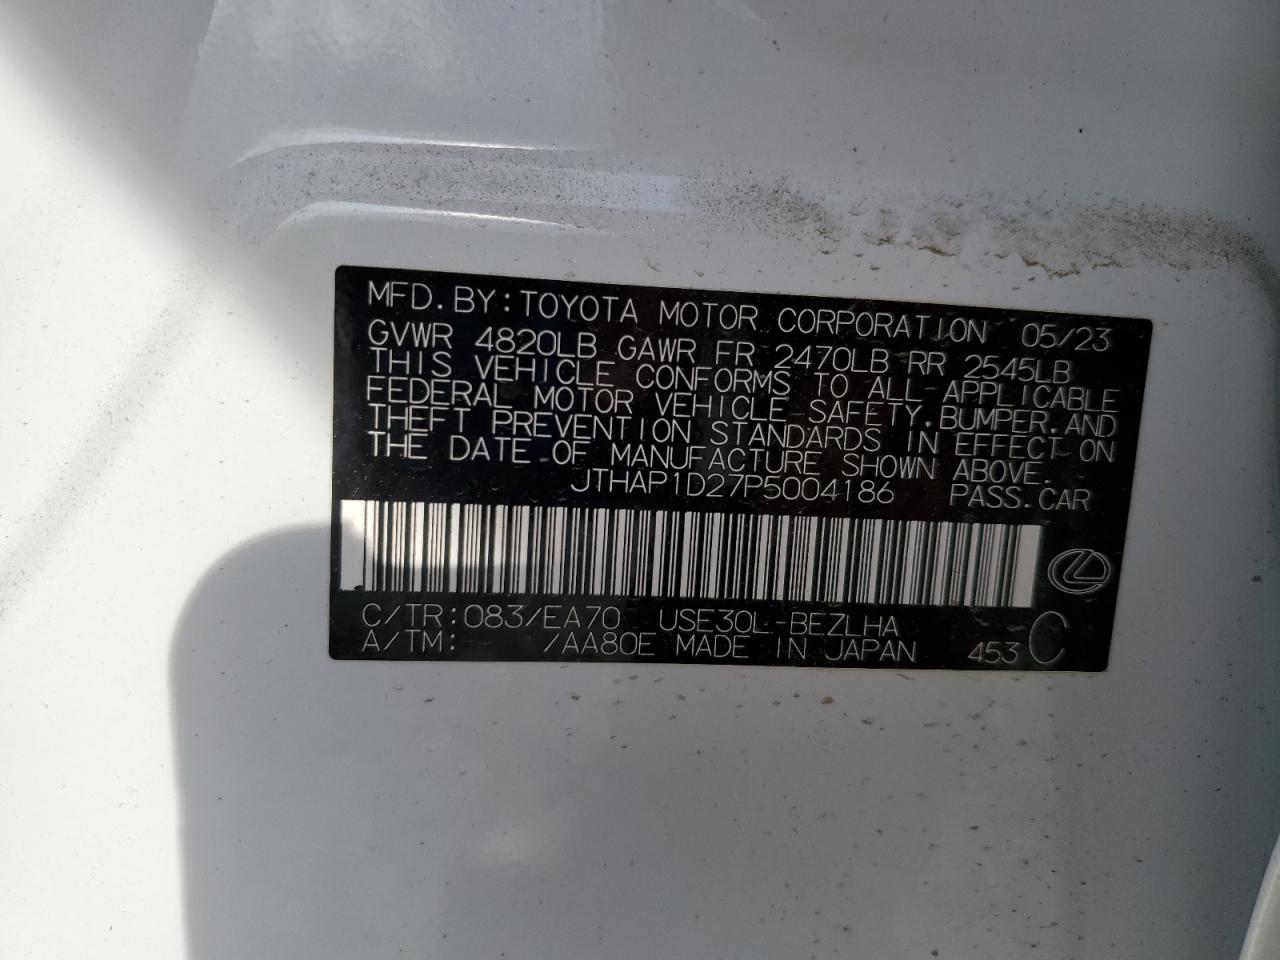 MFD. BY: TOYOTA MOTOR CORPORATION 05/23
GVWR 4820LB GAWR FR 2470LB RR 2545LB
THIS VEHICLE CONFORMS TO ALL APPLICABLE
FEDERAL MOTOR VEHICLE SAFETY, BUMPER, AND
THEFT PREVENTION STANDARDS IN EFFECT ON
THE DATE OF MANUFACTURE SHOWN ABOVE.
JTHAP1D27P5004186 PASS. CAR
C/TR: 083/EA70 USE30L-BEZLHA
A/TM: /AA80E MADE IN JAPAN 453 C